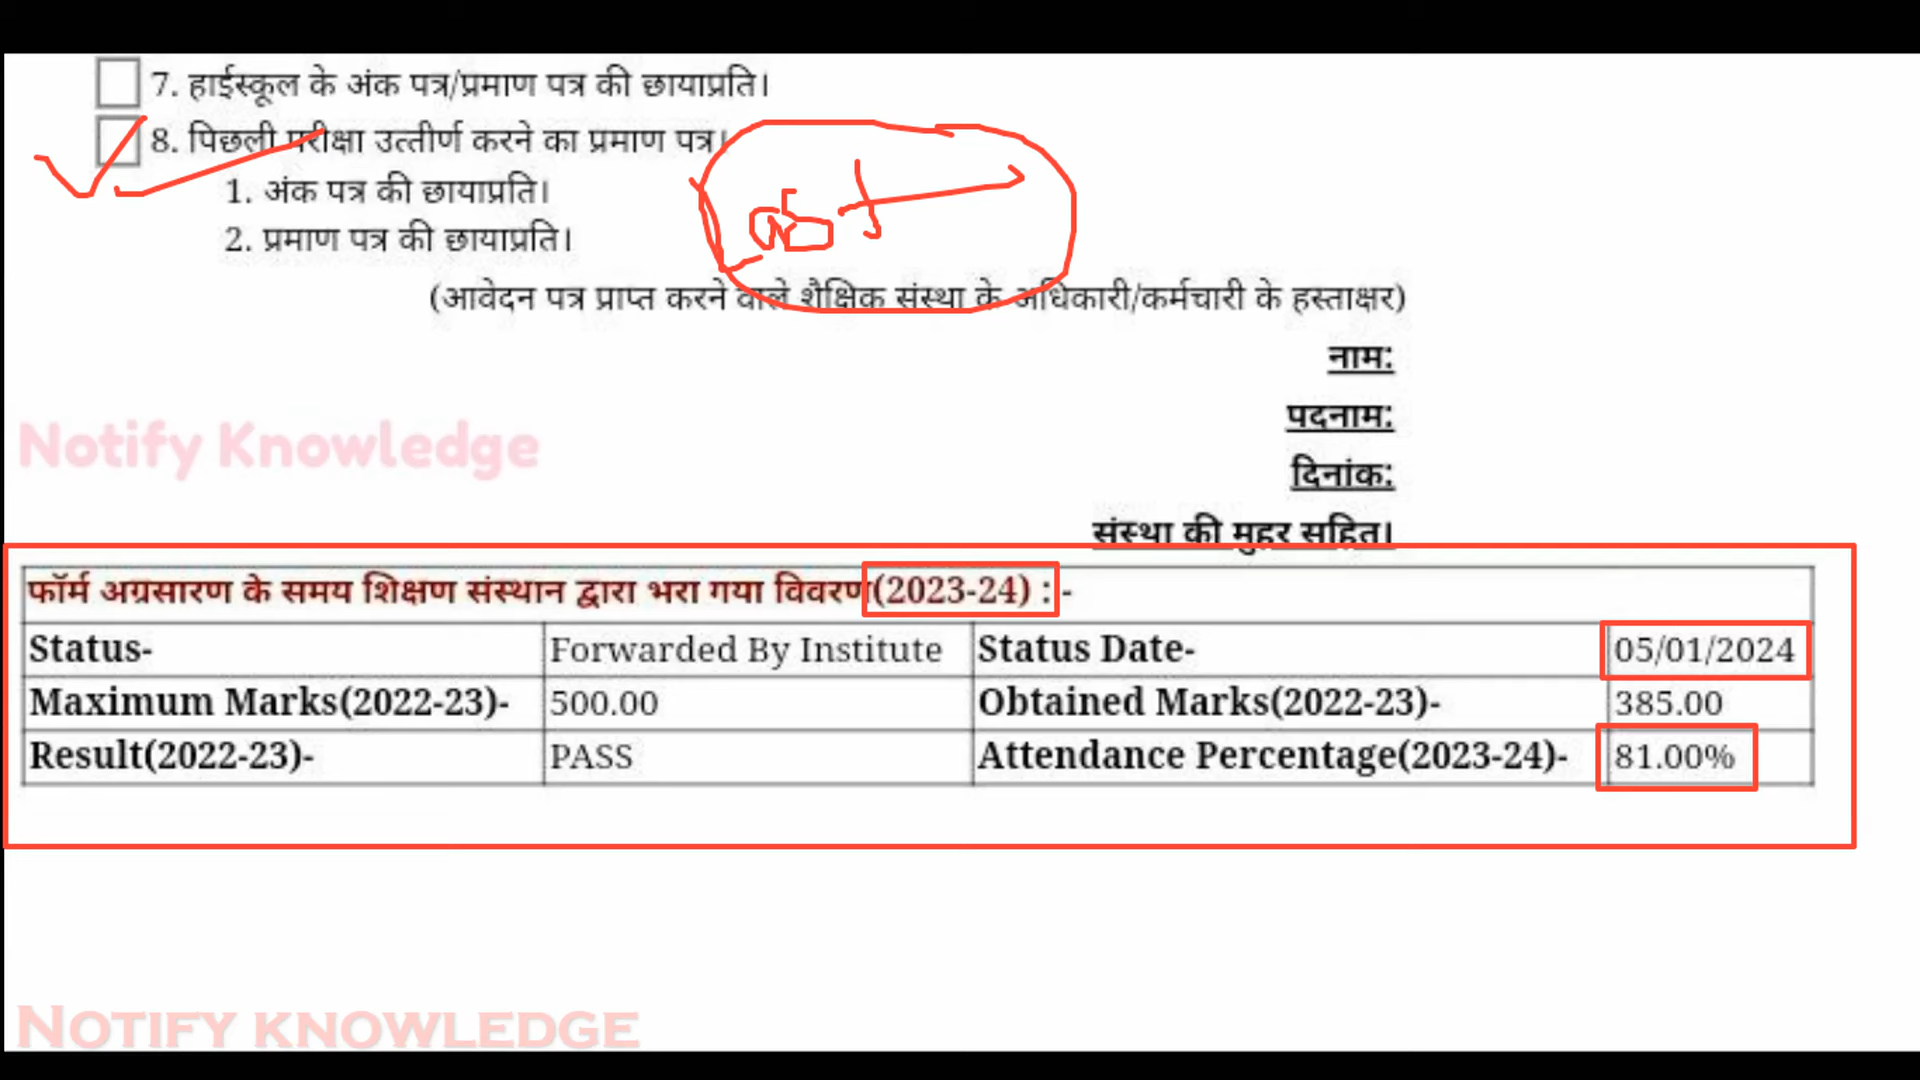 7. हाईस्कूल के अंक पत्र/प्रमाण पत्र की छायाप्रति।
8. पिछली परीक्षा उत्तीर्ण करने का प्रमाण पत्र।
1. अंक पत्र की छायाप्रति।
2. प्रमाण पत्र की छायाप्रति।
(आवेदन पत्र प्राप्त करने वाले शैक्षिक संस्था के अधिकारी/कर्मचारी के हस्ताक्षर)
नाम:
पदनाम:
Notify Knowledge
दिनांक:
संस्था की मुहर सहित।
फॉर्म अग्रसारण के समय शिक्षण संस्थान द्वारा भरा गया विवरण(2023-24) :-
Status- Forwarded By Institute Status Date- 05/01/2024
Maximum Marks(2022-23)- 500.00 Obtained Marks(2022-23)- 385.00
Result(2022-23)- PASS Attendance Percentage(2023-24)- 81.00%
NOTIFY KNOWLEDGE